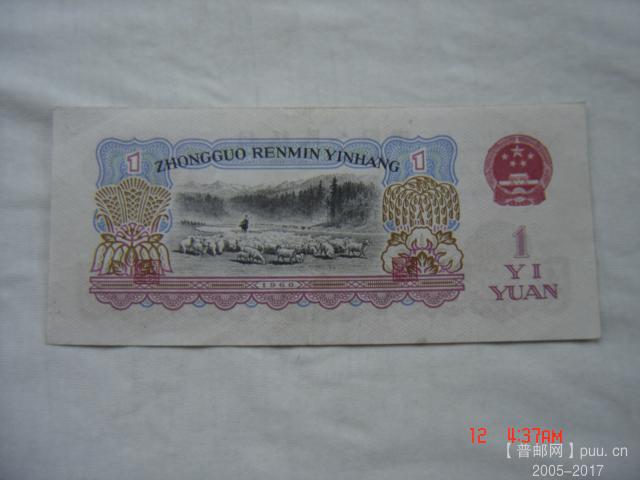 1
ZHONGGUO RENMIN YINHANG
1
1960
1
YI
YUAN
12 4:37AM
【普邮网】puu.cn
2005-2017